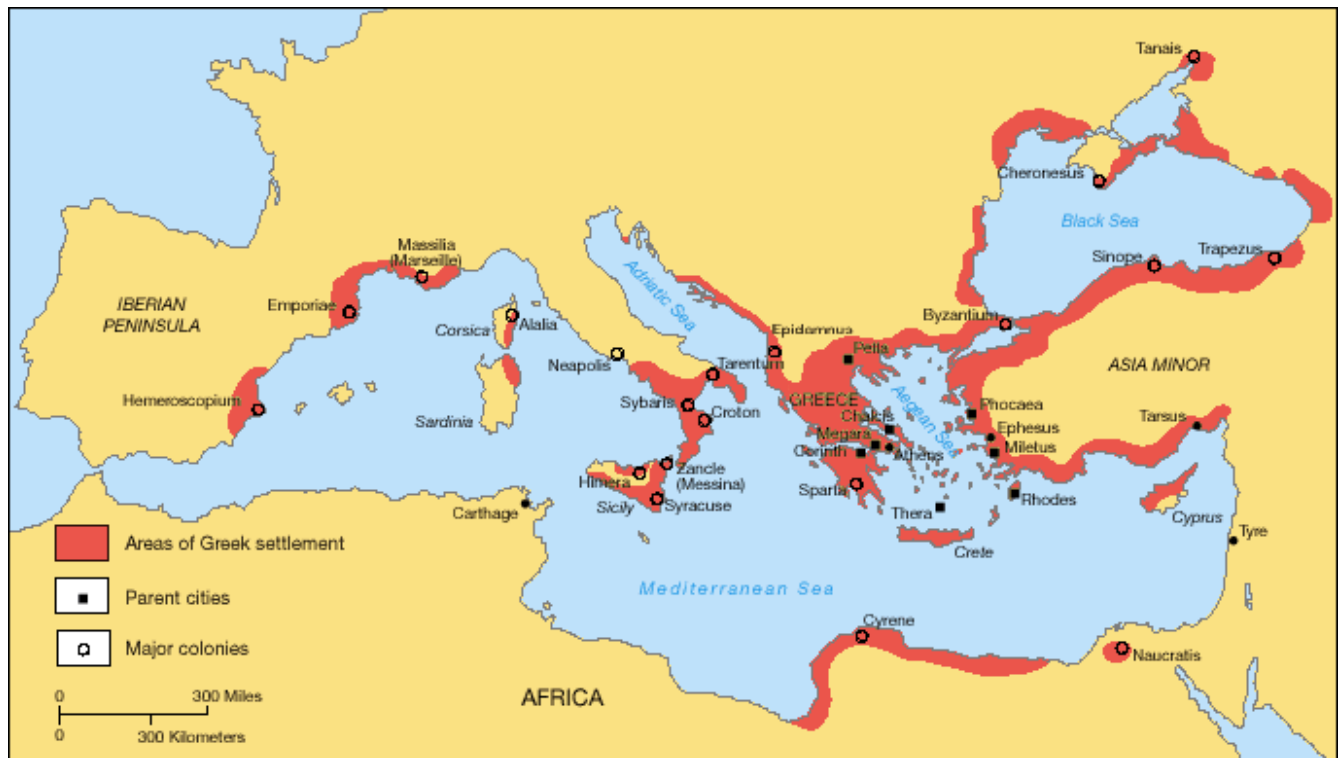 Tanais
Cheronesus
Black Sea
Massilia
(Marseille)
Sinope
Trapezus
Adriatic Sea
IBERIAN
PENINSULA
Emporiae
Corsica
Alalia
Byzantium
Epidamnus
Neapolis
Tarentum
Pella
ASIA MINOR
Hemeroscopium
Sardinia
Sybaris
Croton
GREECE
Aegean Sea
Phocaea
Chalcis
Ephesus
Tarsus
Megara
Corinth
Athens
Miletus
Himera
Zancle
(Messina)
Sparta
Sicily
Syracuse
Rhodes
Carthage
Thera
Cyprus
Tyre
Crete
Areas of Greek settlement
Mediterranean Sea
Parent cities
Cyrene
Major colonies
Naucratis
0 300 Miles
AFRICA
0 300 Kilometers